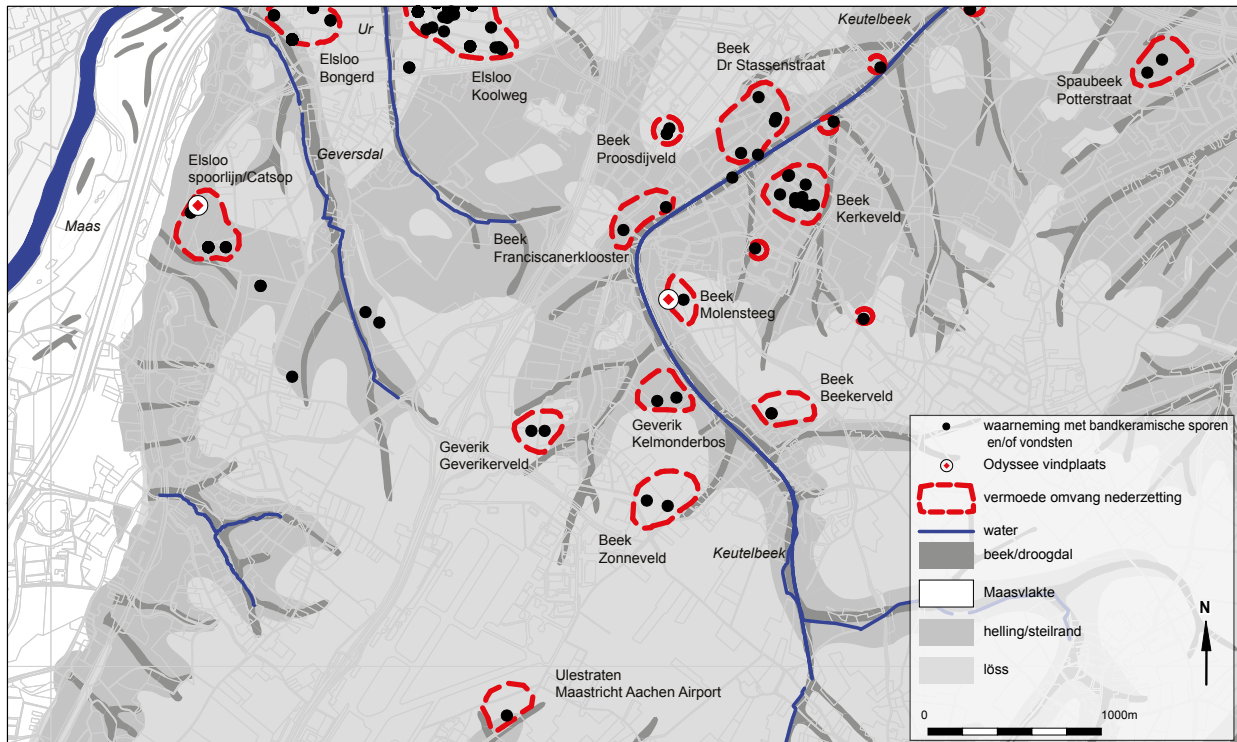 Elsloo
Bongerd
Ur
Elsloo
Koolweg
Keutelbeek
Beek
Dr Stassenstraat
Spaubeek
Potterstraat
Geversdal
Beek
Proosdijveld
Elsloo
spoorlijn/Catsop
Maas
Beek
Kerkeveld
Beek
Franciscanerklooster
Beek
Molensteeg
Beek
Beekerveld
Geverik
Kelmonderbos
Geverik
Geverikerveld
Beek
Zonneveld
Keutelbeek
Ulestraten
Maastricht Aachen Airport
waarneming met bandkeramische sporen
en/of vondsten
Odyssee vindplaats
vermoede omvang nederzetting
water
beek/droogdal
Maasvlakte
helling/steilrand
löss
N
0 1000m